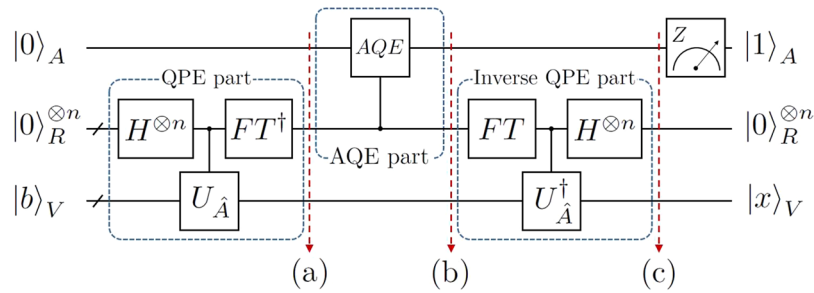 |0⟩_A AQE Z |1⟩_A
QPE part Inverse QPE part
|0⟩_R^{⊗n} H^{⊗n} FT^† FT H^{⊗n} |0⟩_R^{⊗n}
AQE part
|b⟩_V U_Â U_Â^† |x⟩_V
(a) (b) (c)